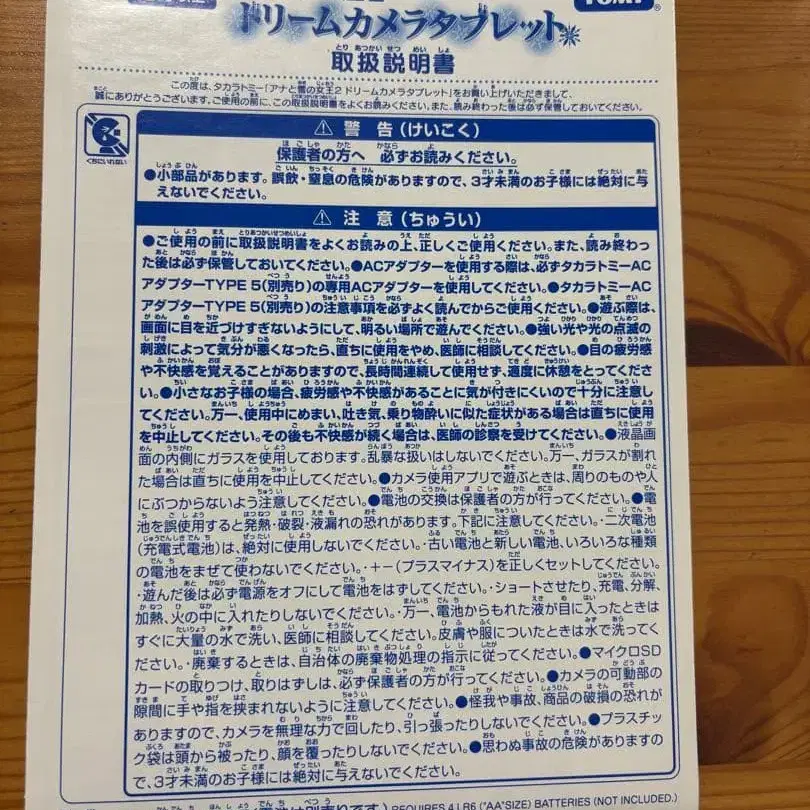 TOMY®
ドリームカメラタブレット
とり あつかい せつ めい しょ
取扱説明書
この度は、タカラトミー「アナと雪の女王2 ドリームカメラタブレット」をお買い上げいただきまして、
誠にありがとうございます。ご使用の前に、この取扱説明書をよくお読みください。また、読み終わった後は必ず保管しておいてください。
くちにいれない
⚠ 警告(けいこく)
保護者の方へ 必ずお読みください。
●小部品があります。誤飲・窒息の危険がありますので、3才未満のお子様には絶対に与
えないでください。
⚠ 注意(ちゅうい)
●ご使用の前に取扱説明書をよくお読みの上、正しくご使用ください。また、読み終わっ
た後は必ず保管しておいてください。●ACアダプターを使用する際は、必ずタカラトミーAC
アダプターTYPE 5(別売り)の専用ACアダプターを使用してください。●タカラトミーAC
アダプターTYPE 5(別売り)の注意事項を必ずよく読んでからご使用ください。●遊ぶ際は、
画面に目を近づけすぎないようにして、明るい場所で遊んでください。●強い光や光の点滅の
刺激によって気分が悪くなったら、直ちに使用をやめ、医師に相談してください。●目の疲労感
や不快感を覚えることがありますので、長時間連続して使用せず、適度に休憩をとってくださ
い。●小さなお子様の場合、疲労感や不快感があることに気が付きにくいので十分に注意し
てください。万一、使用中にめまい、吐き気、乗り物酔いに似た症状がある場合は直ちに使用
を中止してください。その後も不快感が続く場合は、医師の診察を受けてください。●液晶画
面の内側にガラスを使用しております。乱暴な扱いはしないでください。万一、ガラスが割れ
た場合は直ちに使用を中止してください。●カメラ使用アプリで遊ぶときは、周りのものや人
にぶつからないよう注意してください。●電池の交換は保護者の方が行ってください。●電
池を誤使用すると発熱・破裂・液漏れの恐れがあります。下記に注意してください。・二次電池
(充電式電池)は、絶対に使用しないでください。・古い電池と新しい電池、いろいろな種類
の電池をまぜて使わないでください。・+−(プラスマイナス)を正しくセットしてください。
・遊んだ後は必ず電源をオフにして電池をはずしてください。・ショートさせたり、充電、分解、
加熱、火の中に入れたりしないでください。・万一、電池からもれた液が目に入ったときは
すぐに大量の水で洗い、医師に相談してください。皮膚や服についたときは水で洗ってく
ださい。・廃棄するときは、自治体の廃棄物処理の指示に従ってください。●マイクロSD
カードの取りつけ、取りはずしは、必ず保護者の方が行ってください。●カメラの可動部の
隙間に手や指を挟まれないように注意してください。●怪我や事故、商品の破損の恐れが
ありますので、カメラを無理な力で回したり、引っ張ったりしないでください。●プラスチッ
ク袋は頭から被ったり、顔を覆ったりしないでください。●思わぬ事故の危険がありますの
で、3才未満のお子様には絶対に与えないでください。
REQUIRES 4 LR6 ("AA"SIZE) BATTERIES (NOT INCLUDED.)